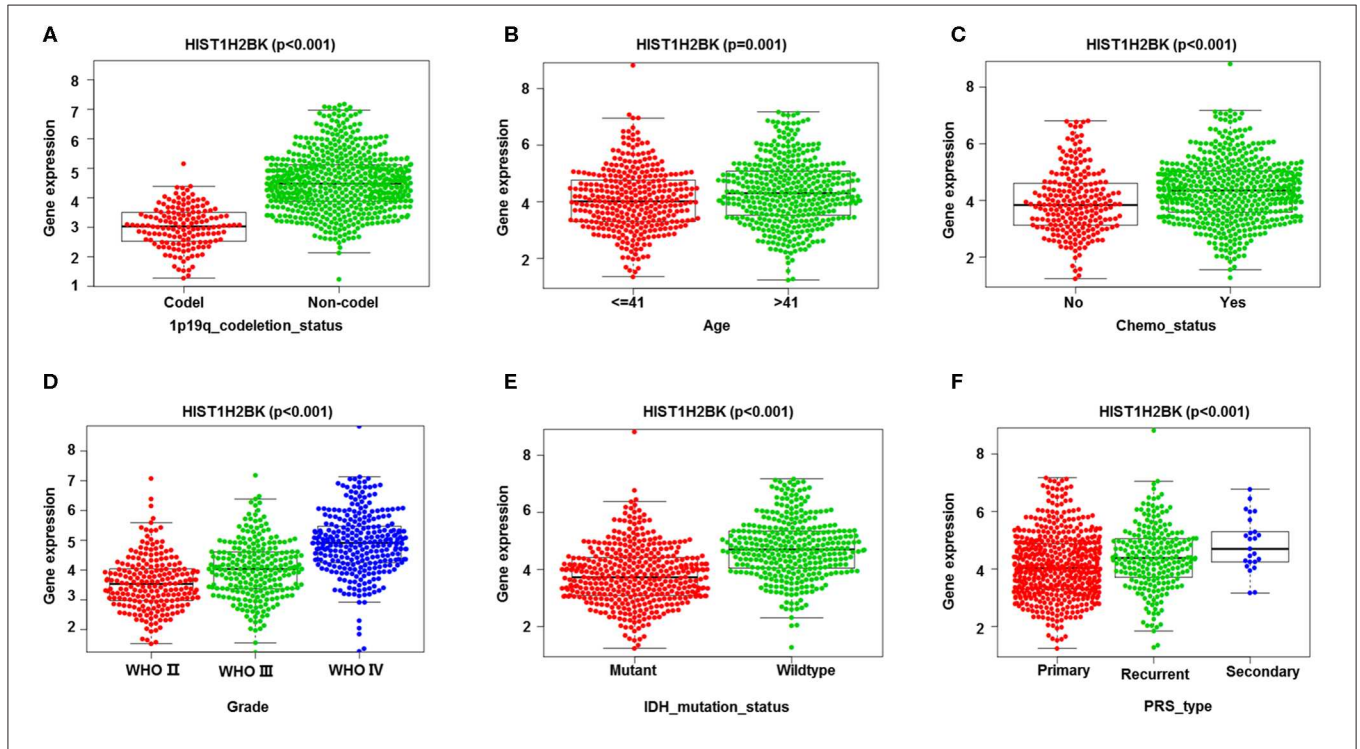 A
HIST1H2BK (p<0.001)
Gene expression
8
7
6
5
4
3
2
1
Codel
Non-codel
1p19q_codeletion_status
B
HIST1H2BK (p=0.001)
Gene expression
8
6
4
2
<=41
>41
Age
C
HIST1H2BK (p<0.001)
Gene expression
8
6
4
2
No
Yes
Chemo_status
D
HIST1H2BK (p<0.001)
Gene expression
8
7
6
5
4
3
2
WHO II
WHO III
WHO IV
Grade
E
HIST1H2BK (p<0.001)
Gene expression
8
6
4
2
Mutant
Wildtype
IDH_mutation_status
F
HIST1H2BK (p<0.001)
Gene expression
8
6
4
2
Primary
Recurrent
Secondary
PRS_type